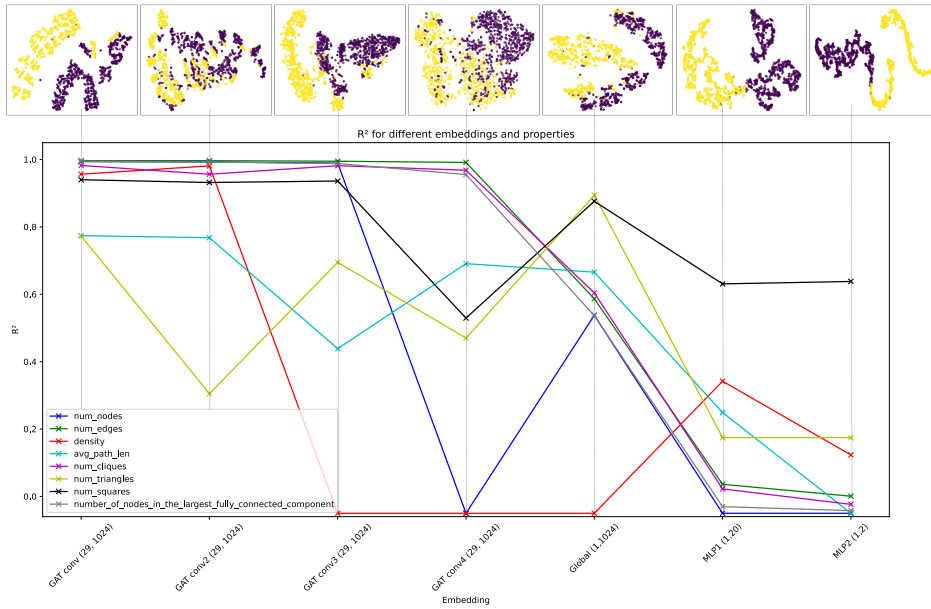 R² for different embeddings and properties
1.0
0.8
0.6
0.4
0.2
0.0
R²
num_nodes
num_edges
density
avg_path_len
num_cliques
num_triangles
num_squares
number_of_nodes_in_the_largest_fully_connected_component
GAT conv (29, 1024)
GAT conv2 (29, 1024)
GAT conv3 (29, 1024)
GAT conv4 (29, 1024)
Global (1,1024)
MLP1 (1,20)
MLP2 (1,2)
Embedding